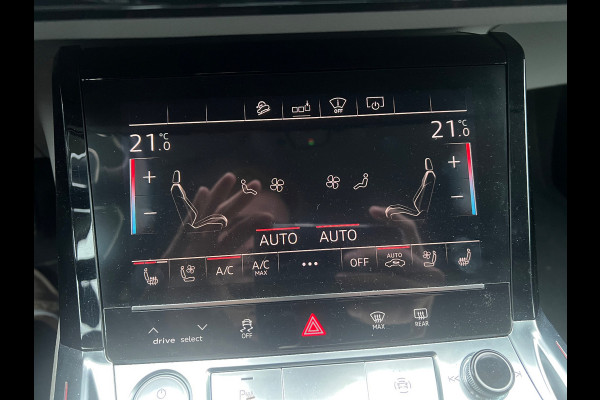 OFF
21.0 °C
21.0 °C
+
+
−
−
AUTO AUTO
A/C A/C MAX ••• OFF AUTO
drive select OFF MAX REAR
P